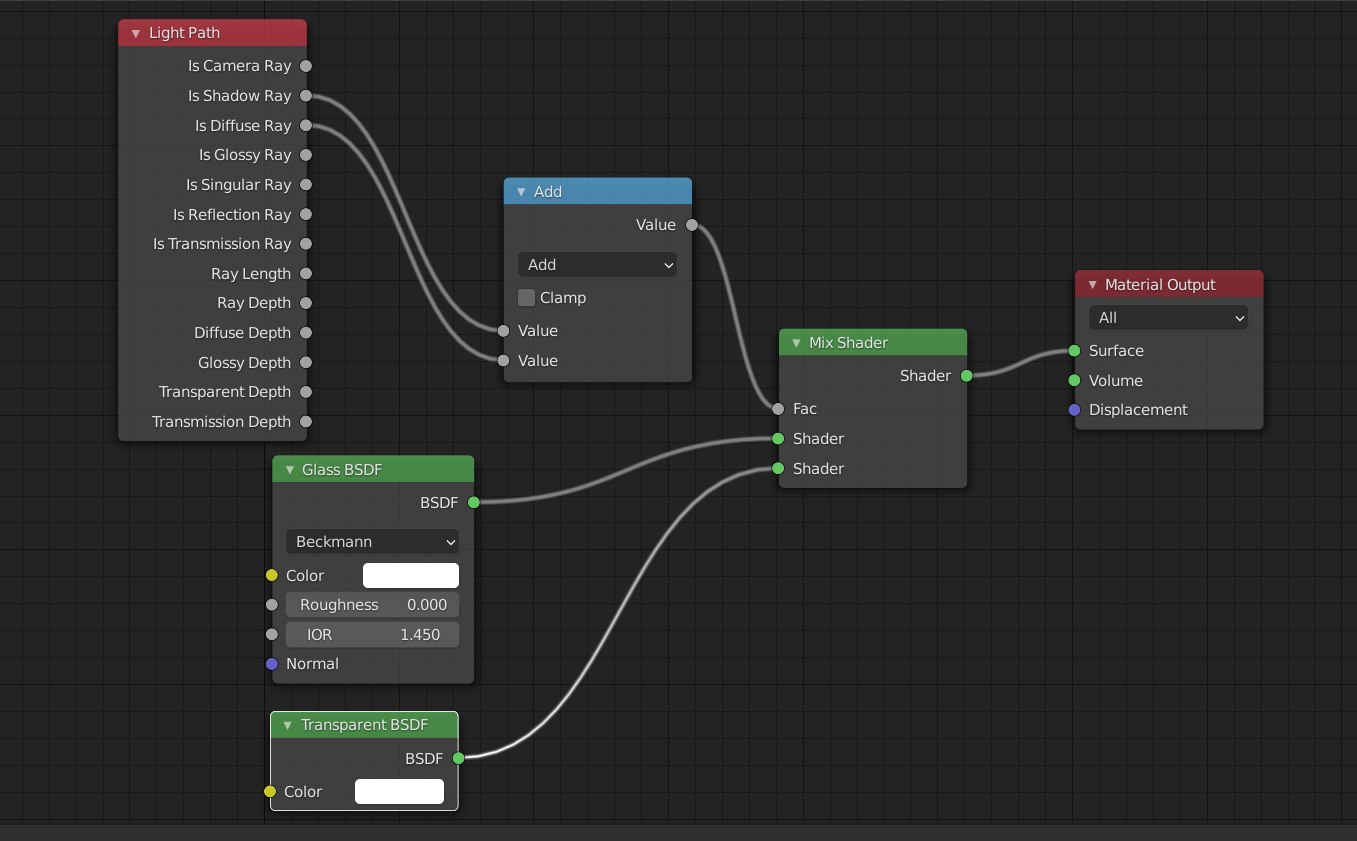 Light Path
Is Camera Ray
Is Shadow Ray
Is Diffuse Ray
Is Glossy Ray
Is Singular Ray
Is Reflection Ray
Is Transmission Ray
Ray Length
Ray Depth
Diffuse Depth
Glossy Depth
Transparent Depth
Transmission Depth
Glass BSDF
BSDF
Beckmann
Color
Roughness 0.000
IOR 1.450
Normal
Transparent BSDF
BSDF
Color
Add
Value
Add
Clamp
Value
Value
Mix Shader
Shader
Fac
Shader
Shader
Material Output
All
Surface
Volume
Displacement